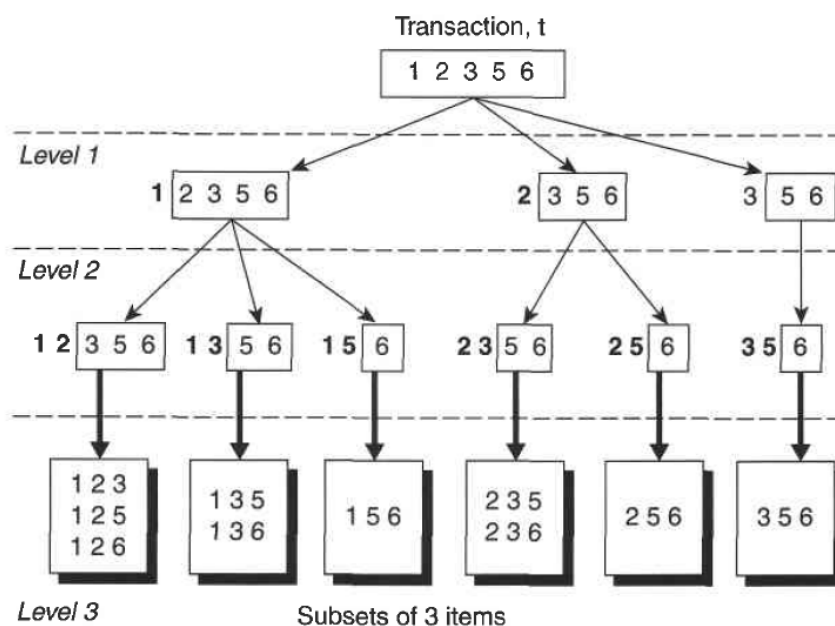 Transaction, t
1 2 3 5 6
Level 1
1 2 3 5 6
2 3 5 6
3 5 6
Level 2
1 2 3 5 6
1 3 5 6
1 5 6
2 3 5 6
2 5 6
3 5 6
1 2 3
1 2 5
1 2 6
1 3 5
1 3 6
1 5 6
2 3 5
2 3 6
2 5 6
3 5 6
Level 3
Subsets of 3 items